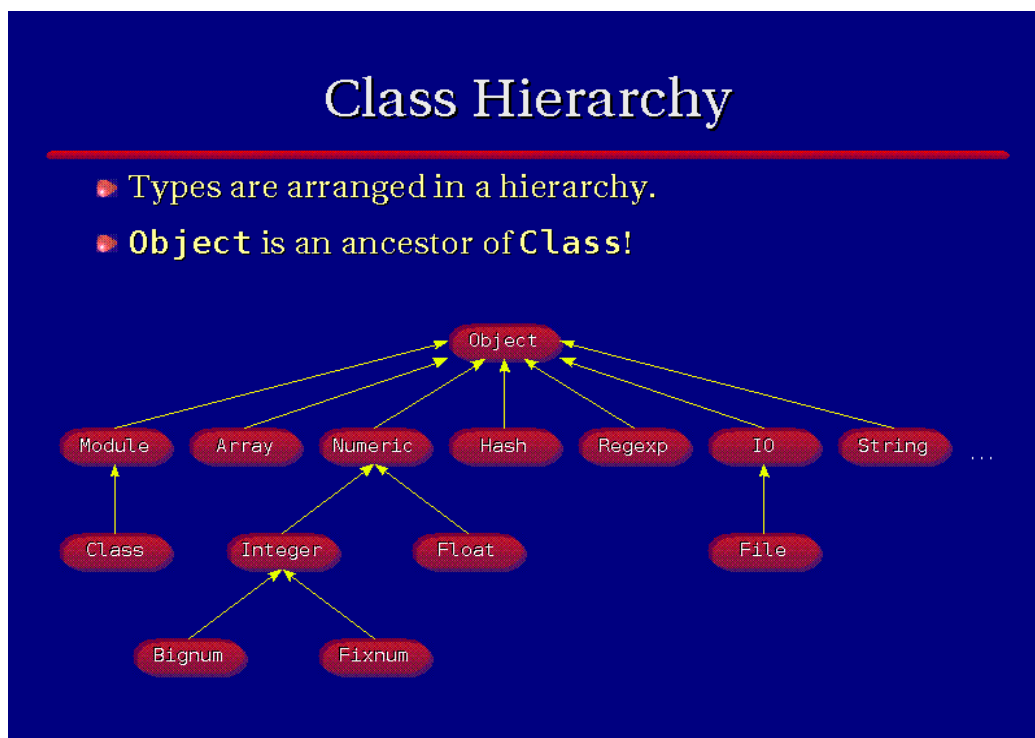 Class Hierarchy
Types are arranged in a hierarchy.
Object is an ancestor of Class!
Object
Module Array Numeric Hash Regexp IO String ...
Class Integer Float File
Bignum Fixnum